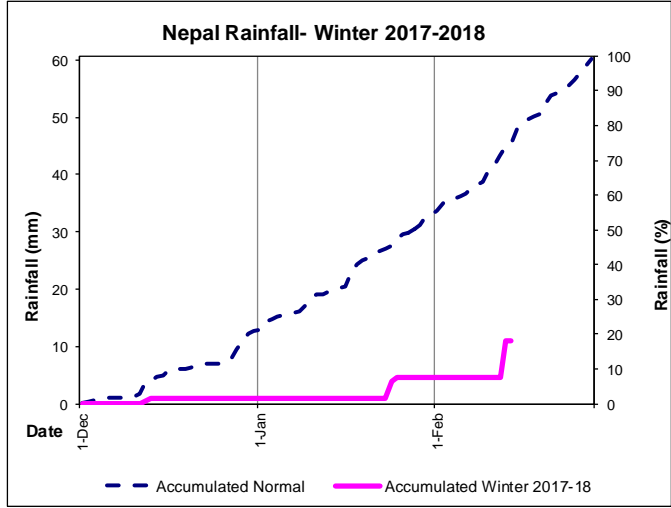 Nepal Rainfall- Winter 2017-2018
60
50
40
30
20
10
0
Rainfall (mm)
100
90
80
70
60
50
40
30
20
10
0
Rainfall (%)
Date
1-Dec
1-Jan
1-Feb
Accumulated Normal
Accumulated Winter 2017-18